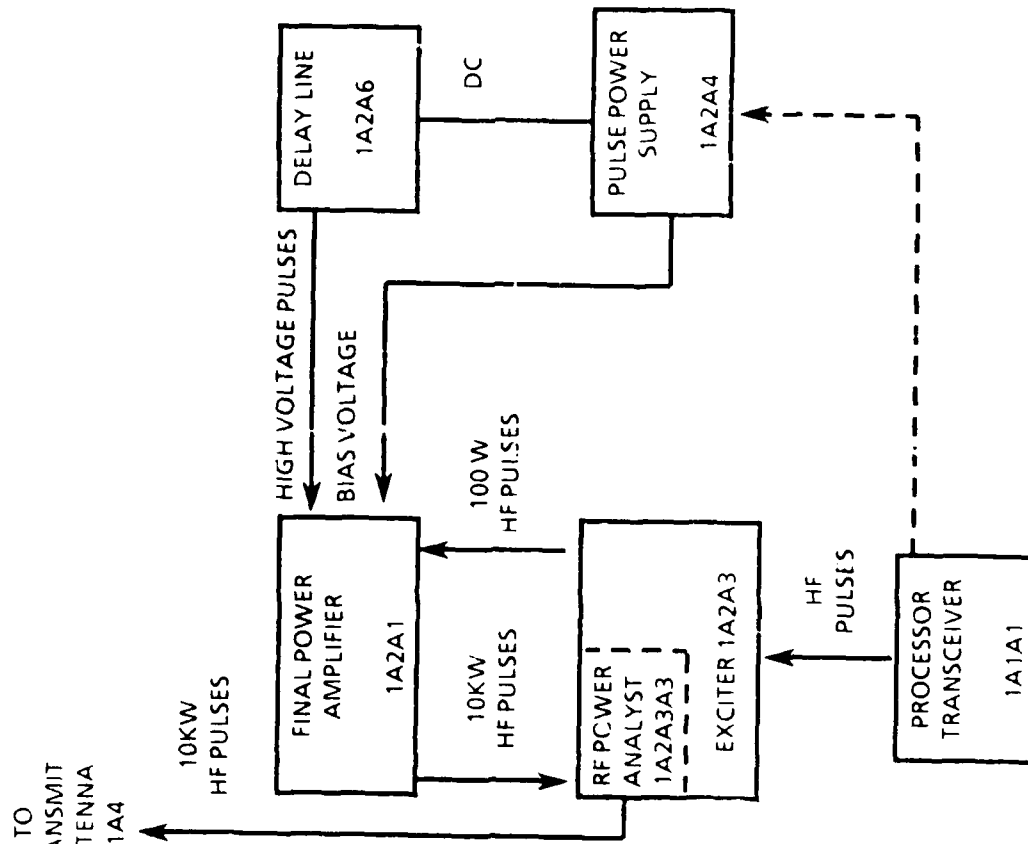 TO
ANSMIT
TENNA
1A4
10KW
HF PULSES
FINAL POWER
AMPLIFIER
1A2A1
HIGH VOLTAGE PULSES
BIAS VOLTAGE
DELAY LINE
1A2A6
DC
PULSE POWER
SUPPLY
1A2A4
100 W
HF PULSES
10KW
HF PULSES
RF POWER
ANALYST
1A2A3A3
EXCITER 1A2A3
HF
PULSES
PROCESSOR
TRANSCEIVER
1A1A1